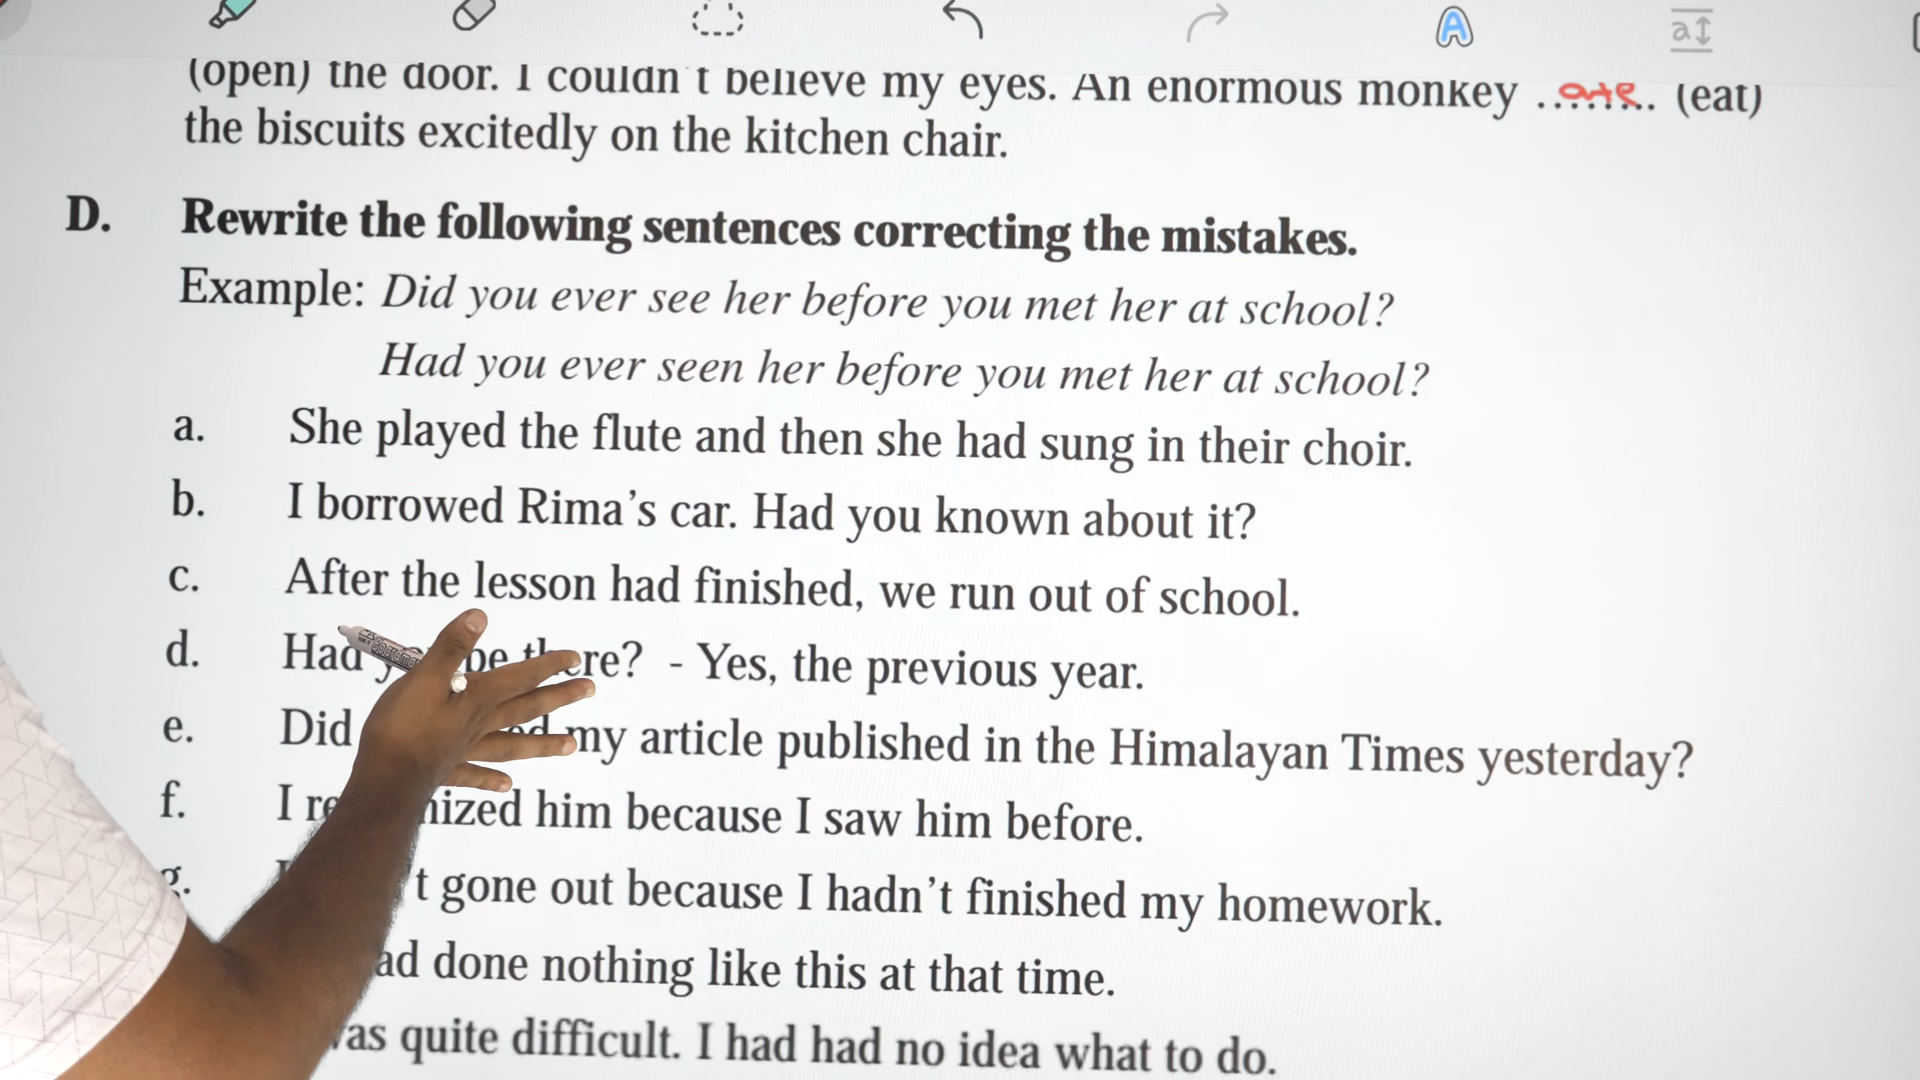 (open) the door. I couldn't believe my eyes. An enormous monkey ..ate.. (eat)
the biscuits excitedly on the kitchen chair.
D. Rewrite the following sentences correcting the mistakes.
Example: Did you ever see her before you met her at school?
Had you ever seen her before you met her at school?
a. She played the flute and then she had sung in their choir.
b. I borrowed Rima's car. Had you known about it?
c. After the lesson had finished, we run out of school.
d. Had be there? - Yes, the previous year.
e. Did my article published in the Himalayan Times yesterday?
f. I him because I saw him before.
g. gone out because I hadn't finished my homework.
done nothing like this at that time.
quite difficult. I had had no idea what to do.